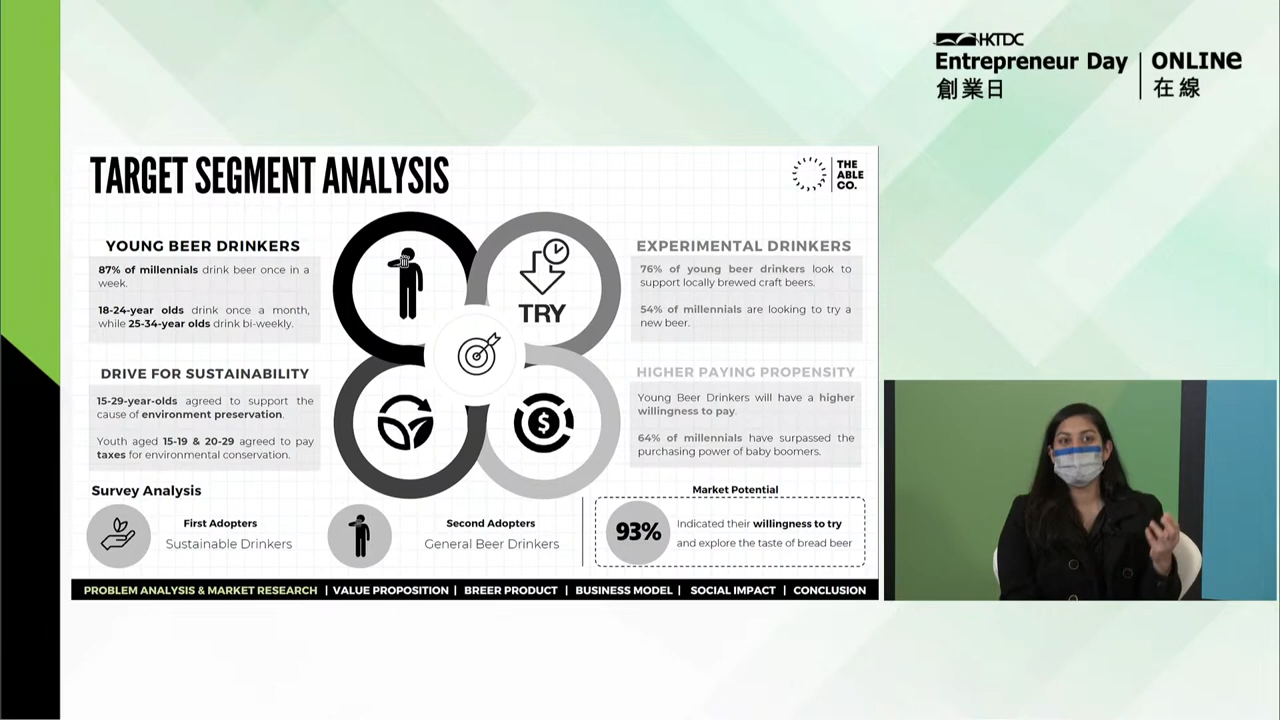 HKTDC
Entrepreneur Day
創業日
ONLINe
在線
TARGET SEGMENT ANALYSIS
THE
ABLE
CO.
YOUNG BEER DRINKERS
87% of millennials drink beer once in a
week.
18-24-year olds drink once a month,
while 25-34-year olds drink bi-weekly.
TRY
EXPERIMENTAL DRINKERS
76% of young beer drinkers look to
support locally brewed craft beers.
54% of millennials are looking to try a
new beer.
DRIVE FOR SUSTAINABILITY
15-29-year-olds agreed to support the
cause of environment preservation.
Youth aged 15-19 & 20-29 agreed to pay
taxes for environmental conservation.
$
HIGHER PAYING PROPENSITY
Young Beer Drinkers will have a higher
willingness to pay.
64% of millennials have surpassed the
purchasing power of baby boomers.
Survey Analysis
First Adopters
Sustainable Drinkers
Second Adopters
General Beer Drinkers
Market Potential
93%
Indicated their willingness to try
and explore the taste of bread beer
PROBLEM ANALYSIS & MARKET RESEARCH | VALUE PROPOSITION | BREER PRODUCT | BUSINESS MODEL | SOCIAL IMPACT | CONCLUSION